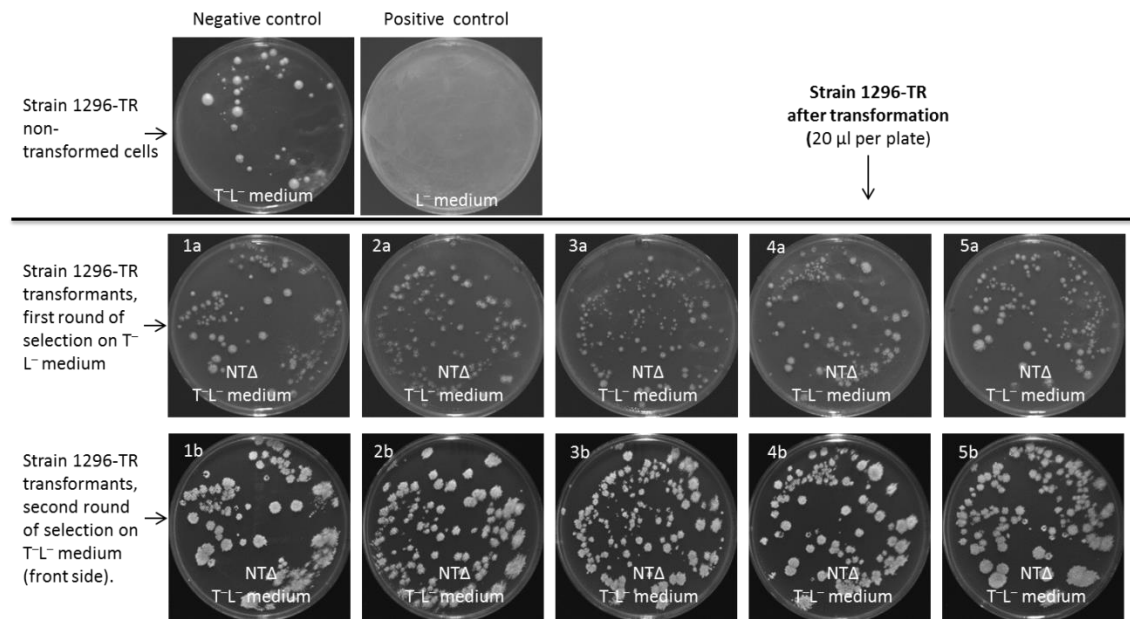 Negative control
Positive control
Strain 1296-TR
non-
transformed cells
T⁻L⁻ medium
L⁻ medium
Strain 1296-TR
after transformation
(20 µl per plate)
Strain 1296-TR
transformants,
first round of
selection on T⁻
L⁻ medium
1a
NTΔ
T⁻L⁻ medium
2a
NTΔ
T⁻L⁻ medium
3a
NTΔ
T⁻L⁻ medium
4a
NTΔ
T⁻L⁻ medium
5a
NTΔ
T⁻L⁻ medium
Strain 1296-TR
transformants,
second round
of selection on
T⁻L⁻ medium
(front side).
1b
NTΔ
T⁻L⁻ medium
2b
NTΔ
T⁻L⁻ medium
3b
NTΔ
T⁻L⁻ medium
4b
NTΔ
T⁻L⁻ medium
5b
NTΔ
T⁻L⁻ medium